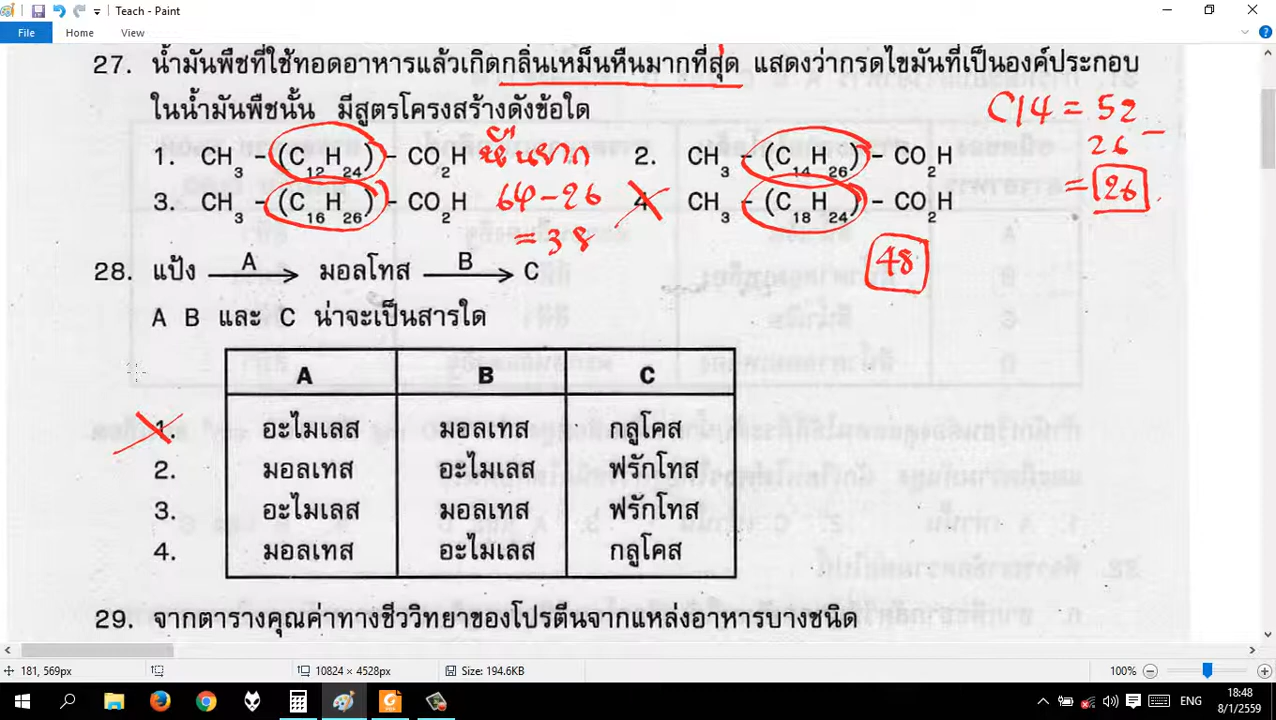 Teach - Paint
File Home View
27. น้ำมันพืชที่ใช้ทอดอาหารแล้วเกิดกลิ่นเหม็นหืนมากที่สุด แสดงว่ากรดไขมันที่เป็นองค์ประกอบ
ในน้ำมันพืชนั้น มีสูตรโครงสร้างดังข้อใด
C14 = 52
26 –
= 26
1. CH3 – (C12H24) – CO2H หืนยาก 2. CH3 – (C14H26) – CO2H
3. CH3 – (C16H26) – CO2H 64 - 26 4. CH3 – (C18H24) – CO2H
= 38
48
28. แป้ง A มอลโทส B C
A B และ C น่าจะเป็นสารใด
A B C
1. อะไมเลส มอลเทส กลูโคส
2. มอลเทส อะไมเลส ฟรักโทส
3. อะไมเลส มอลเทส ฟรักโทส
4. มอลเทส อะไมเลส กลูโคส
29. จากตารางคุณค่าทางชีววิทยาของโปรตีนจากแหล่งอาหารบางชนิด
181, 569px 10824 × 4528px Size: 194.6KB 100%
ENG 18:48
8/1/2559